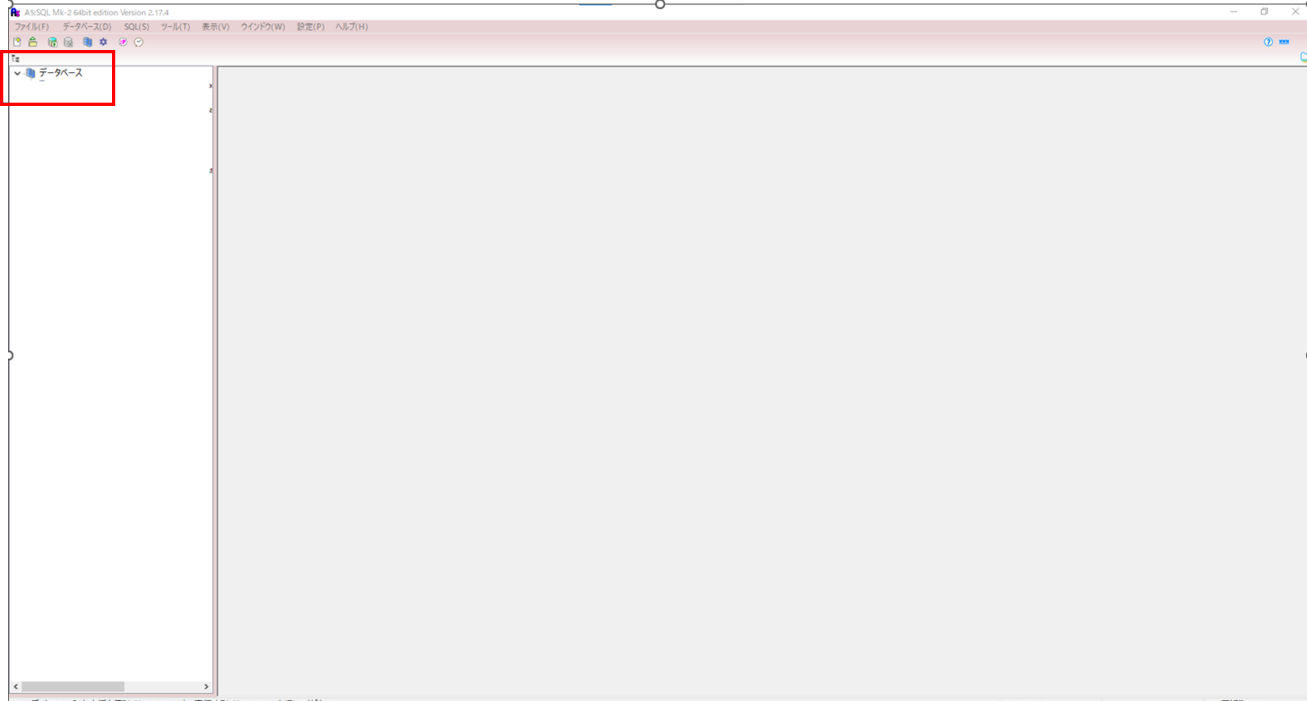 A5:SQL Mk-2 64bit edition Version 2.17.4
ファイル(F) データベース(D) SQL(S) ツール(T) 表示(V) ウインドウ(W) 設定(P) ヘルプ(H)
データベース